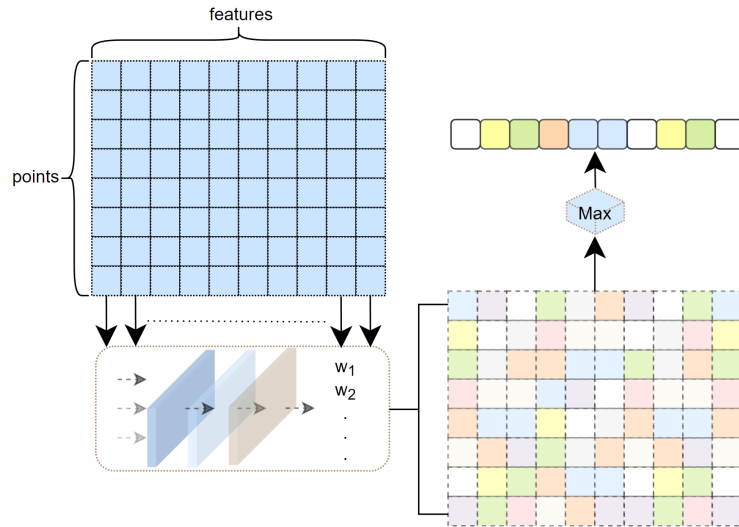 features
points
Max
w1
w2
.
.
.